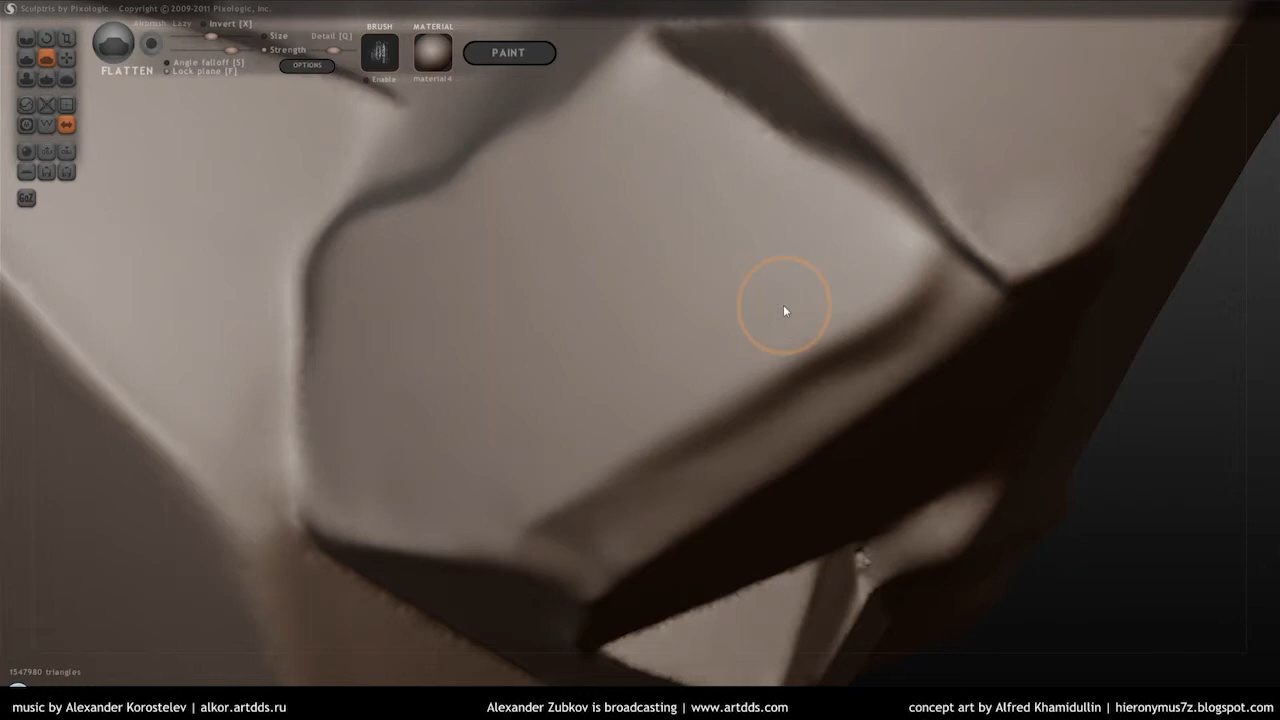 Sculptris by Pixologic  Copyright © 2009-2011 Pixologic, Inc.
Airbrush Lazy Invert [X]
Size Detail [Q]
Strength
FLATTEN
Angle falloff [S]
Lock plane [F]
OPTIONS
BRUSH
Enable
MATERIAL
material4
PAINT
GoZ
1547980 triangles
music by Alexander Korostelev | alkor.artdds.ru
Alexander Zubkov is broadcasting | www.artdds.com
concept art by Alfred Khamidullin | hieronymus7z.blogspot.com